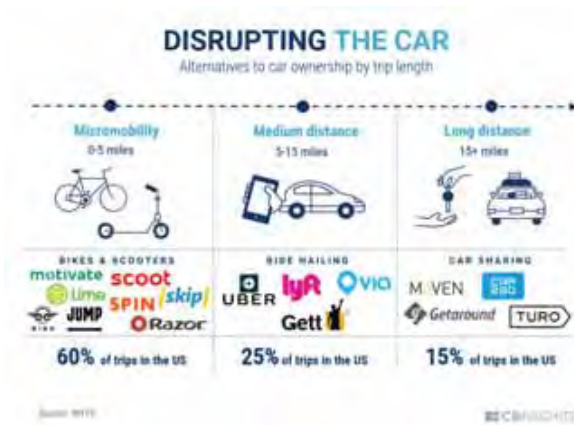 DISRUPTING THE CAR
Alternatives to car ownership by trip length
Micromobility
0-5 miles
Medium distance
5-15 miles
Long distance
15+ miles
BIKES & SCOOTERS
motivate
scoot
Lime
SPIN
skip
BIRD
JUMP
Razor
RIDE HAILING
UBER
lyft
via
Gett
CAR SHARING
MAVEN
Getaround
TURO
60% of trips in the US
25% of trips in the US
15% of trips in the US
CBINSIGHTS